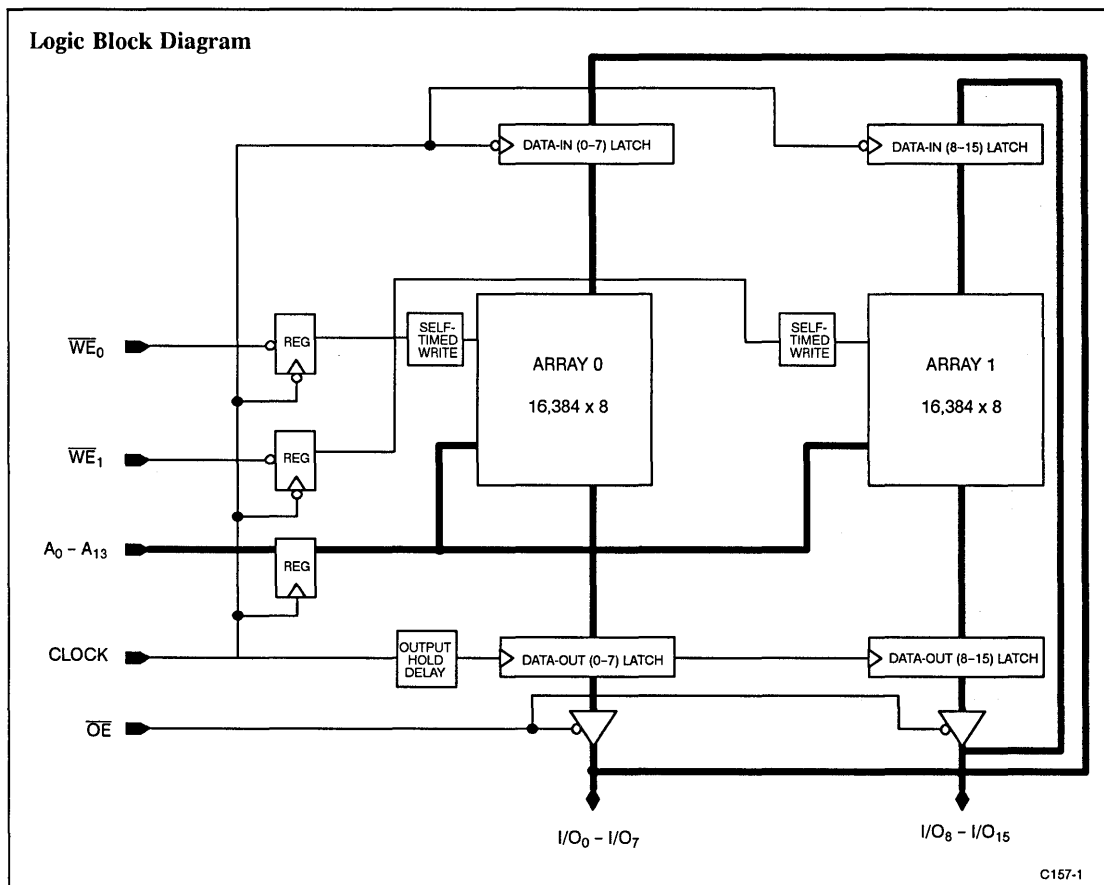 Logic Block Diagram
DATA-IN (0–7) LATCH
DATA-IN (8–15) LATCH
WE0
REG
SELF-
TIMED
WRITE
ARRAY 0
16,384 x 8
SELF-
TIMED
WRITE
ARRAY 1
16,384 x 8
WE1
REG
A0 – A13
REG
CLOCK
OUTPUT
HOLD
DELAY
DATA-OUT (0–7) LATCH
DATA-OUT (8–15) LATCH
OE
I/O0 – I/O7
I/O8 – I/O15
C157-1